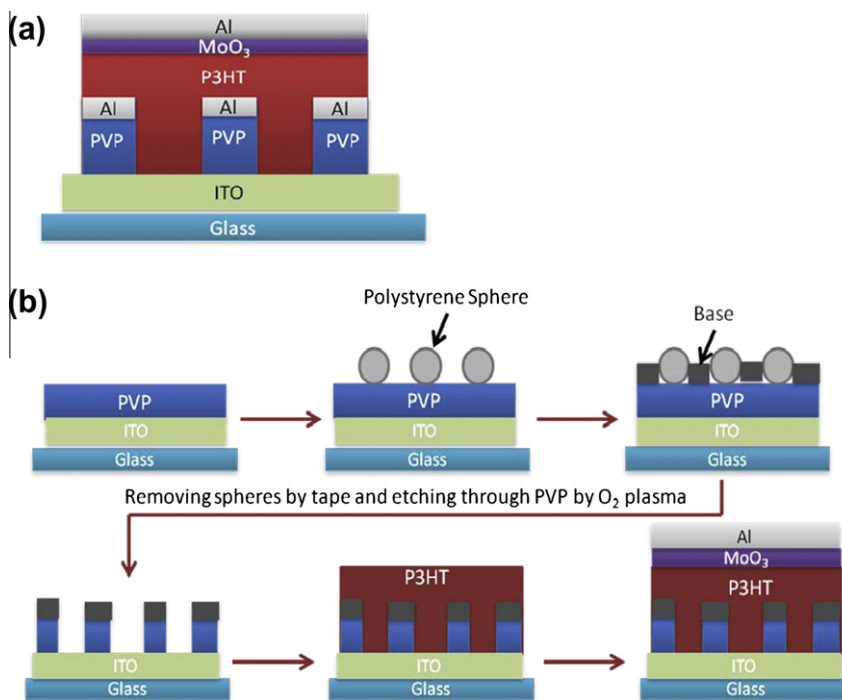 (a)
Al
MoO₃
P3HT
Al Al Al
PVP PVP PVP
ITO
Glass
(b)
Polystyrene Sphere
Base
PVP PVP PVP
ITO ITO ITO
Glass Glass Glass
Removing spheres by tape and etching through PVP by O₂ plasma
Al
MoO₃
P3HT P3HT
ITO ITO ITO
Glass Glass Glass